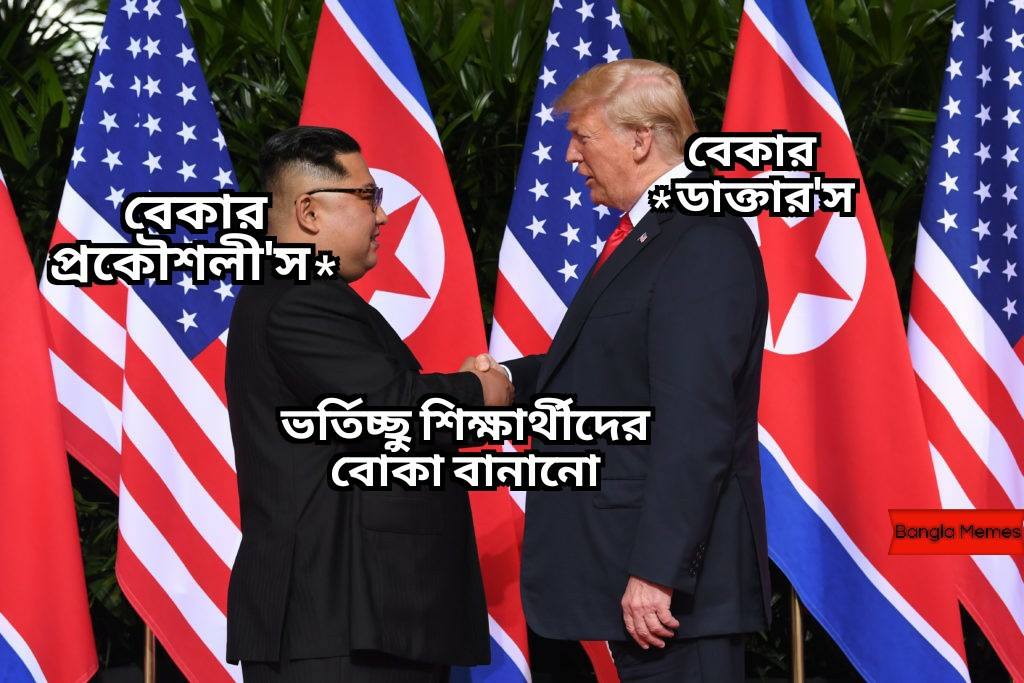 বেকার
*ডাক্তার'স
বেকার
প্রকৌশলী'স*
ভর্তিচ্ছু শিক্ষার্থীদের
বোকা বানানো
Bangla Memes